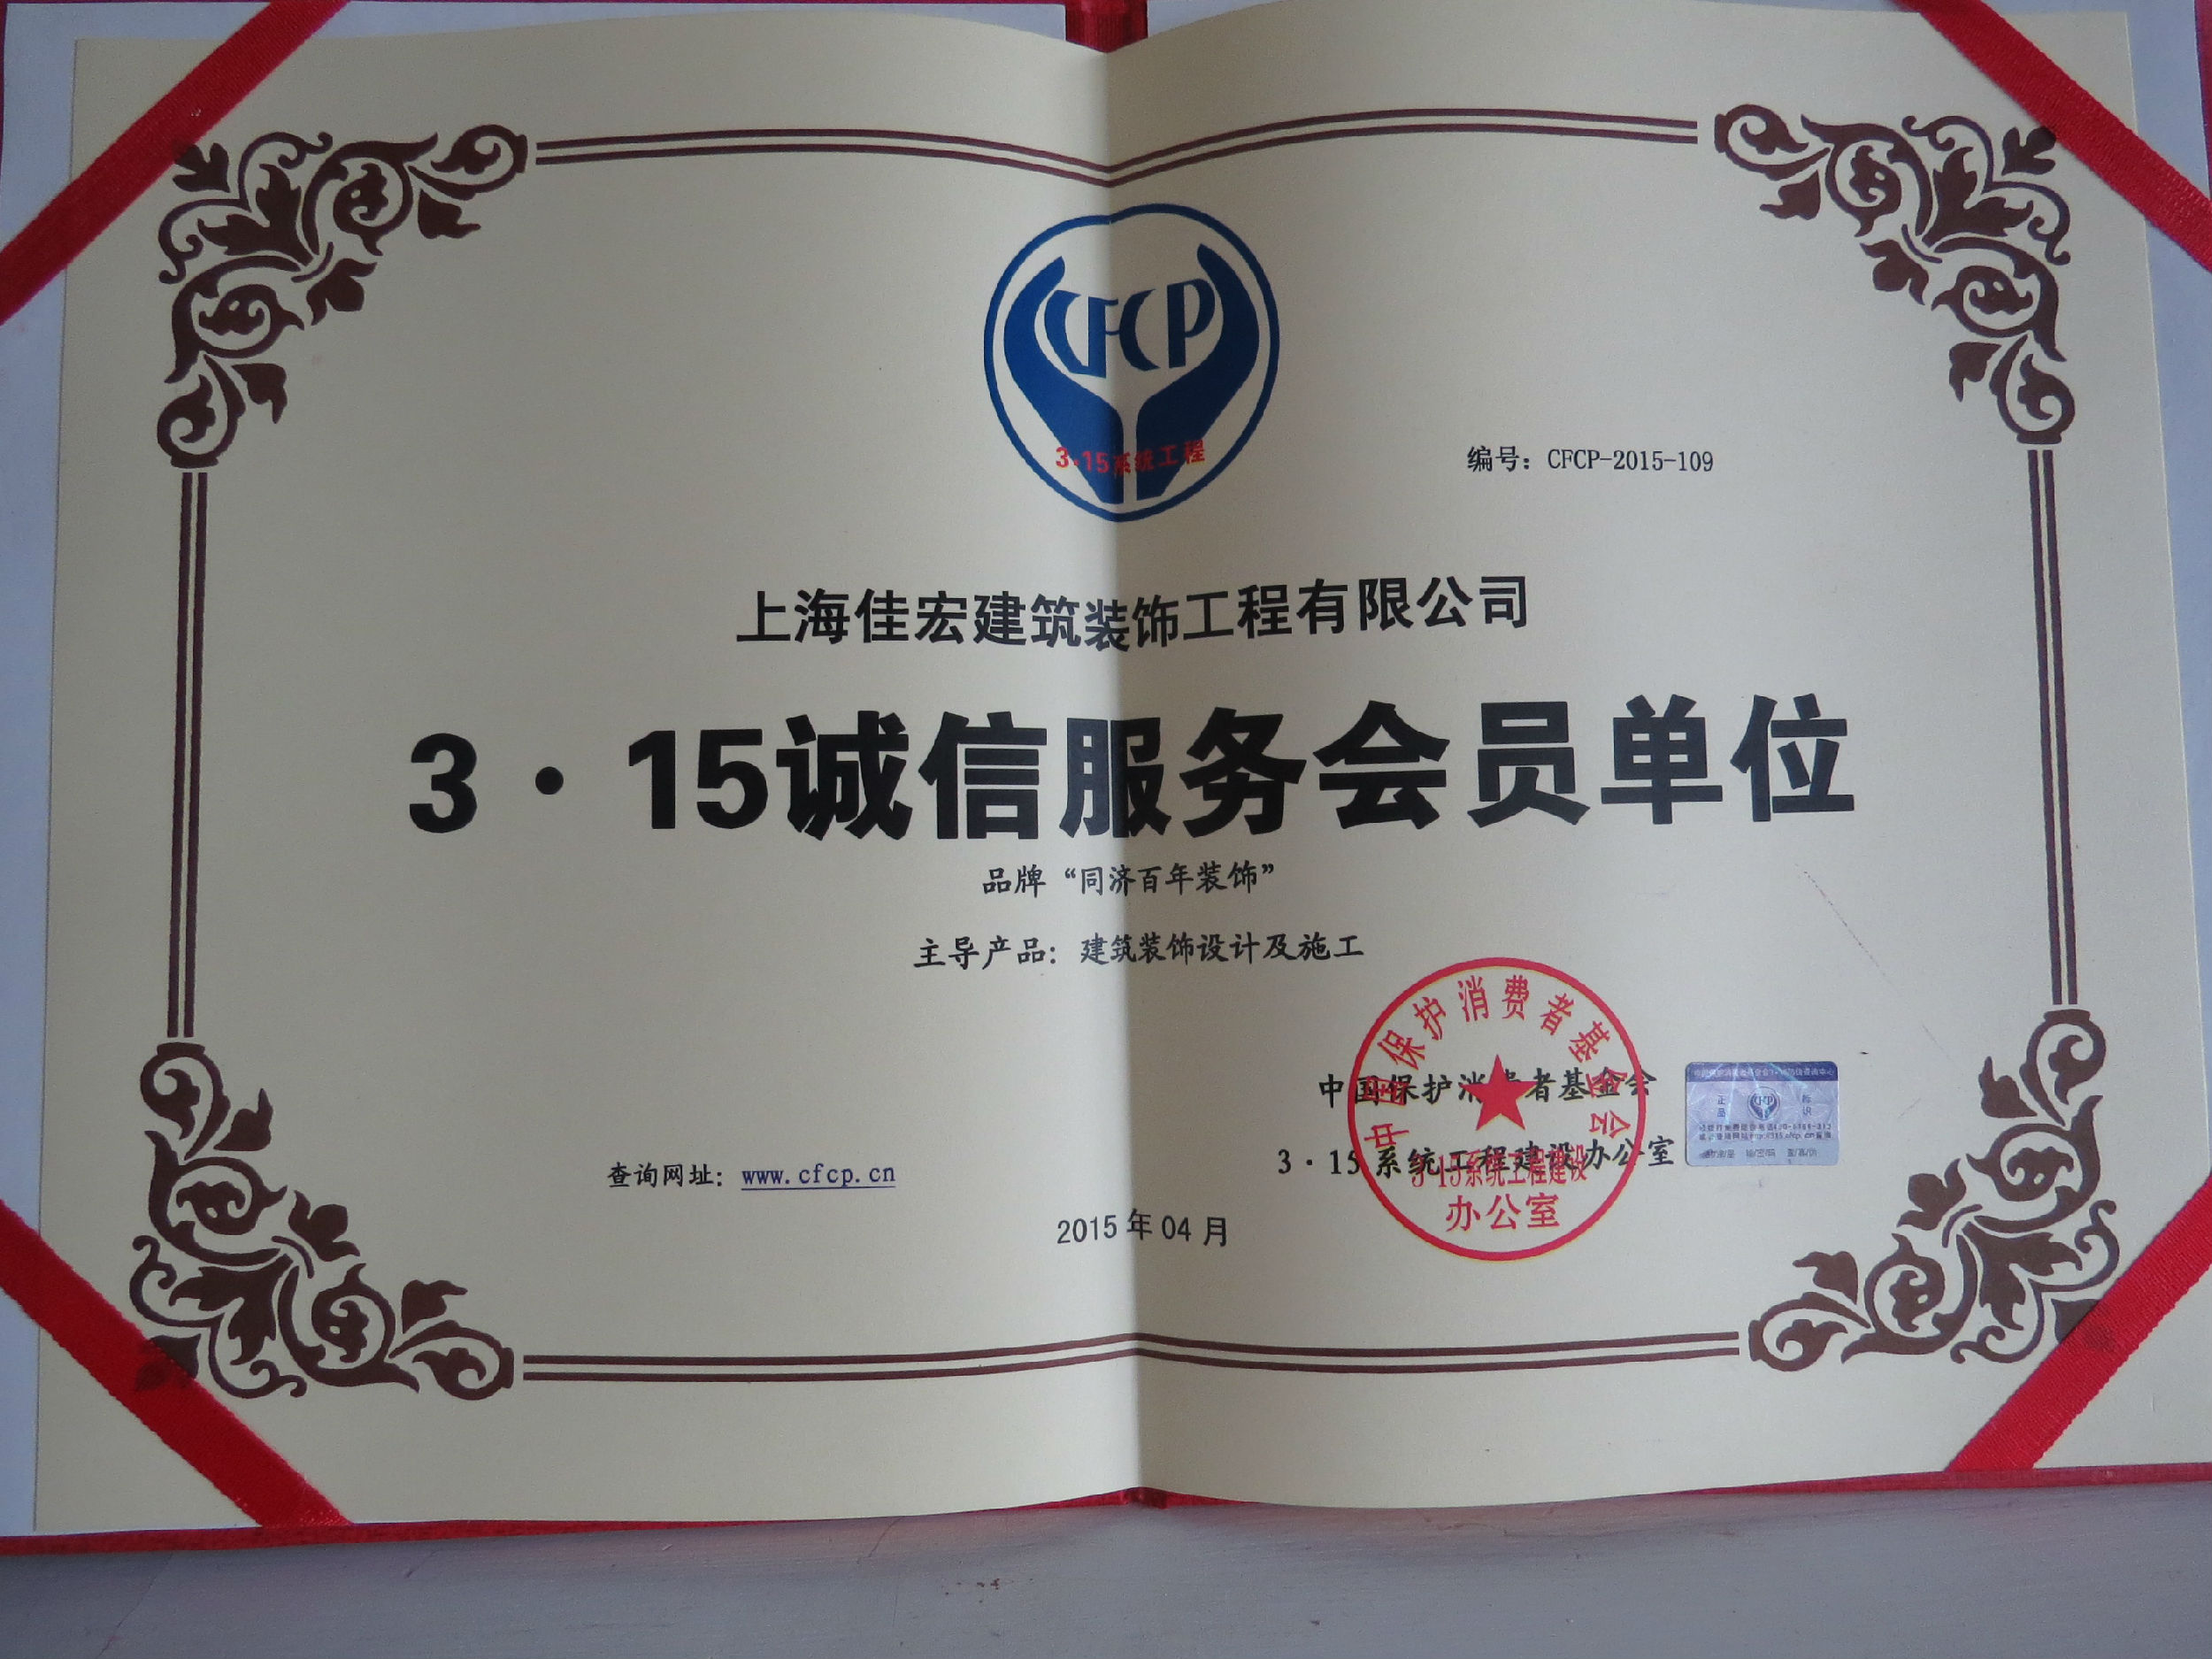 CFCP
3·15系统工程
编号：CFCP-2015-109
上海佳宏建筑装饰工程有限公司
3·15诚信服务会员单位
品牌“同济百年装饰”
主导产品：建筑装饰设计及施工
中国保护消费者基金会
中国保护消费者基金会
3·15系统工程建设办公室
3·15系统工程建设
办公室
查询网址：www.cfcp.cn
2015年04月